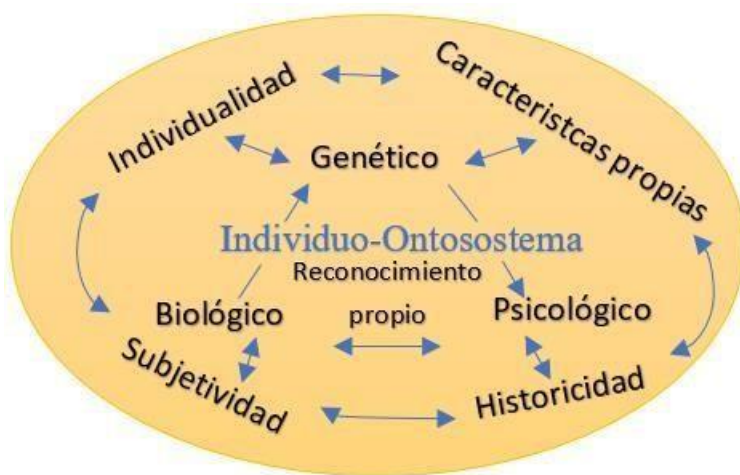 Individualidad
Caracteristcas propias
Genético
Individuo-Ontosostema
Reconocimiento
propio
Biológico
Psicológico
Subjetividad
Historicidad